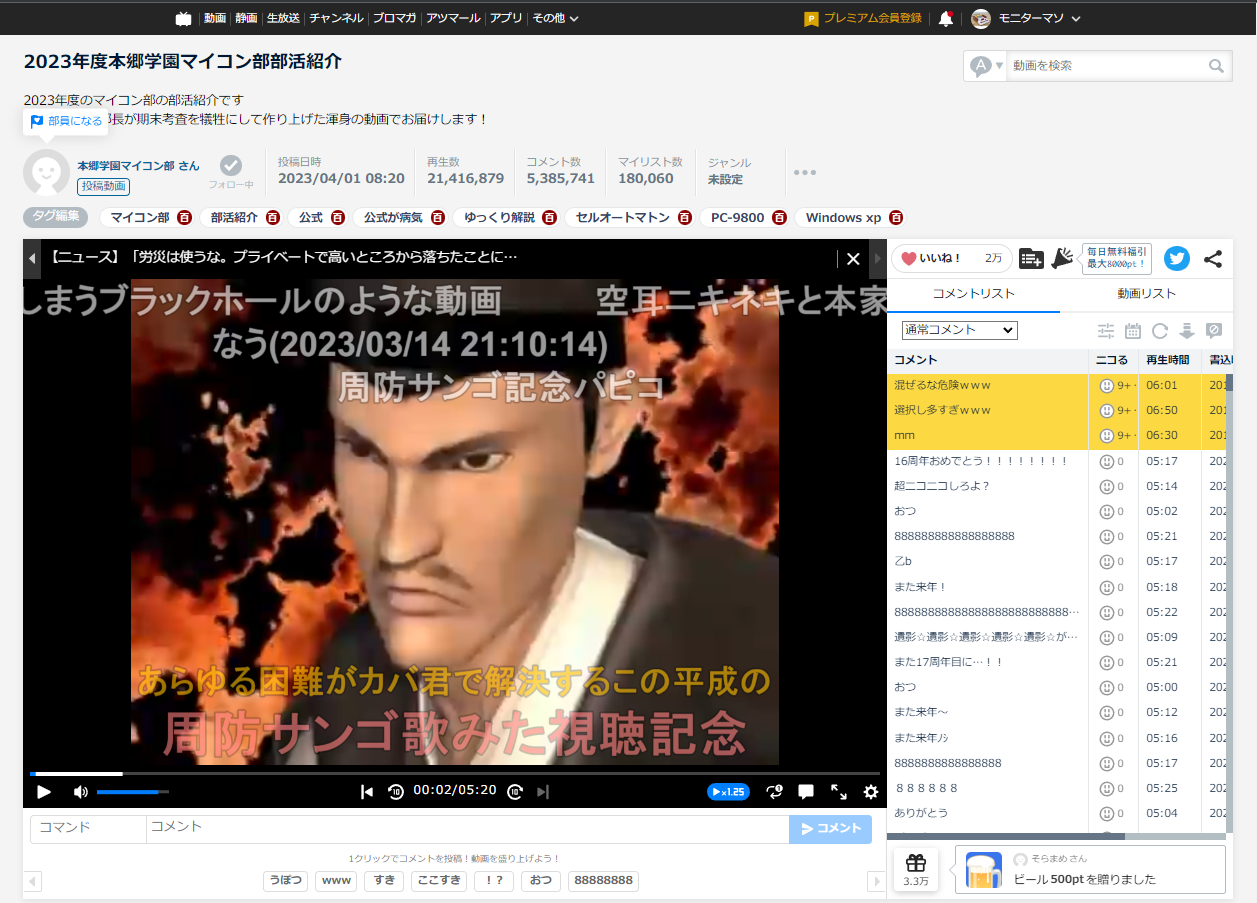 動画 静画 生放送 チャンネル ブロマガ アツマール アプリ その他
P プレミアム会員登録 モニターマソ
2023年度本郷学園マイコン部部活紹介
A 動画を検索
2023年度のマイコン部の部活紹介です
部員になる
部長が期末考査を犠牲にして作り上げた渾身の動画でお届けします！
本郷学園マイコン部 さん
投稿動画
フォロー中
投稿日時
2023/04/01 08:20
再生数
21,416,879
コメント数
5,385,741
マイリスト数
180,060
ジャンル
未設定
タグ編集 マイコン部 百 部活紹介 百 公式 百 公式が病気 百 ゆっくり解説 百 セルオートマトン 百 PC-9800 百 Windows xp 百
【ニュース】「労災は使うな。プライベートで高いところから落ちたことに…
しまうブラックホールのような動画 空耳ニキネキと本家
なう(2023/03/14 21:10:14)
周防サンゴ記念パピコ
あらゆる困難がカバ君で解決するこの平成の
周防サンゴ歌みた視聴記念
10 00:02/05:20 10 x1.25
コマンド コメント コメント
1クリックでコメントを投稿！動画を盛り上げよう！
うぽつ www すき ここすき ！？ おつ 88888888
いいね！ 2万
毎日無料福引
最大8000pt！
コメントリスト 動画リスト
通常コメント
コメント ニコる 再生時間 書込
混ぜるな危険ｗｗｗ 9+ 06:01 201
選択し多すぎｗｗｗ 9+ 06:50 201
mm 9+ 06:30 201
16周年おめでとう！！！！！！！！ 0 05:17 202
超ニコニコしろよ？ 0 05:14 202
おつ 0 05:02 202
888888888888888888 0 05:21 202
乙b 0 05:17 202
また来年！ 0 05:18 202
88888888888888888888888888… 0 05:22 202
遺影☆遺影☆遺影☆遺影☆遺影☆が… 0 05:09 202
また17周年目に…！！ 0 05:21 202
おつ 0 05:00 202
また来年～ 0 05:12 202
また来年ﾉｼ 0 05:16 202
8888888888888888 0 05:17 202
８８８８８８ 0 05:25 202
ありがとう 0 05:04 202
3.3万
そらまめ さん
ビール 500pt を贈りました